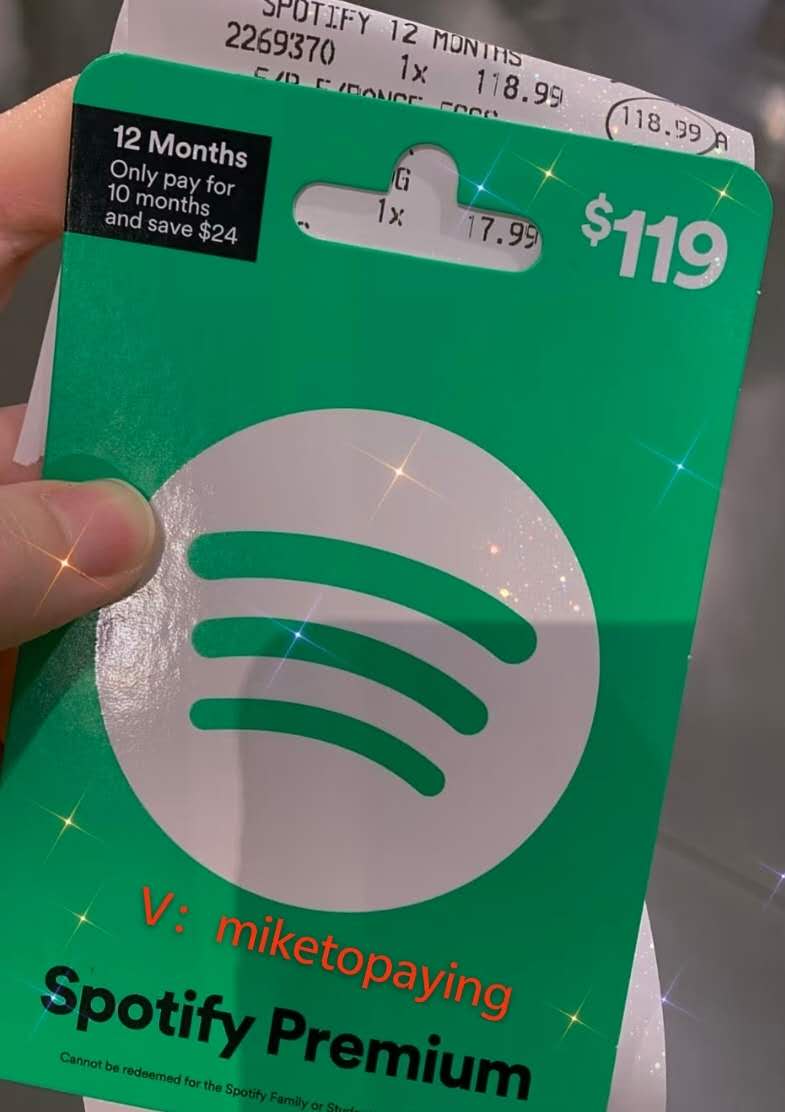 SPOTIFY 12 MONTHS
2269370 1x 118.99
118.99 A
12 Months
Only pay for
10 months
and save $24
G
1x 17.99
$119
V: miketopaying
Spotify Premium
Cannot be redeemed for the Spotify Family or